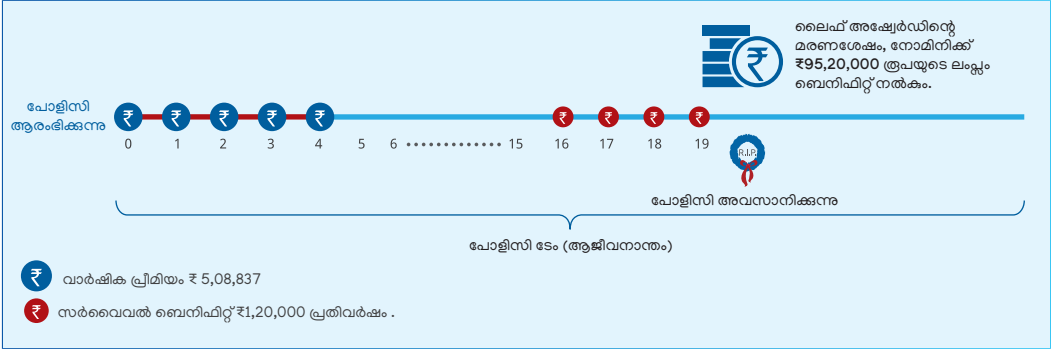 ലൈഫ് അഷ്വേർഡിന്റെ
മരണശേഷം, നോമിനിക്ക്
₹95,20,000 രൂപയുടെ ലംപ്സം
ബെനിഫിറ്റ് നൽകും.
പോളിസി
ആരംഭിക്കുന്നു
₹ ₹ ₹ ₹ ₹ ₹ ₹ ₹ ₹
0 1 2 3 4 5 6 ............. 15 16 17 18 19
R.I.P.
പോളിസി അവസാനിക്കുന്നു
പോളിസി ടേം (ആജീവനാന്തം)
₹ വാർഷിക പ്രീമിയം ₹ 5,08,837
₹ സർവൈവൽ ബെനിഫിറ്റ് ₹1,20,000 പ്രതിവർഷം .